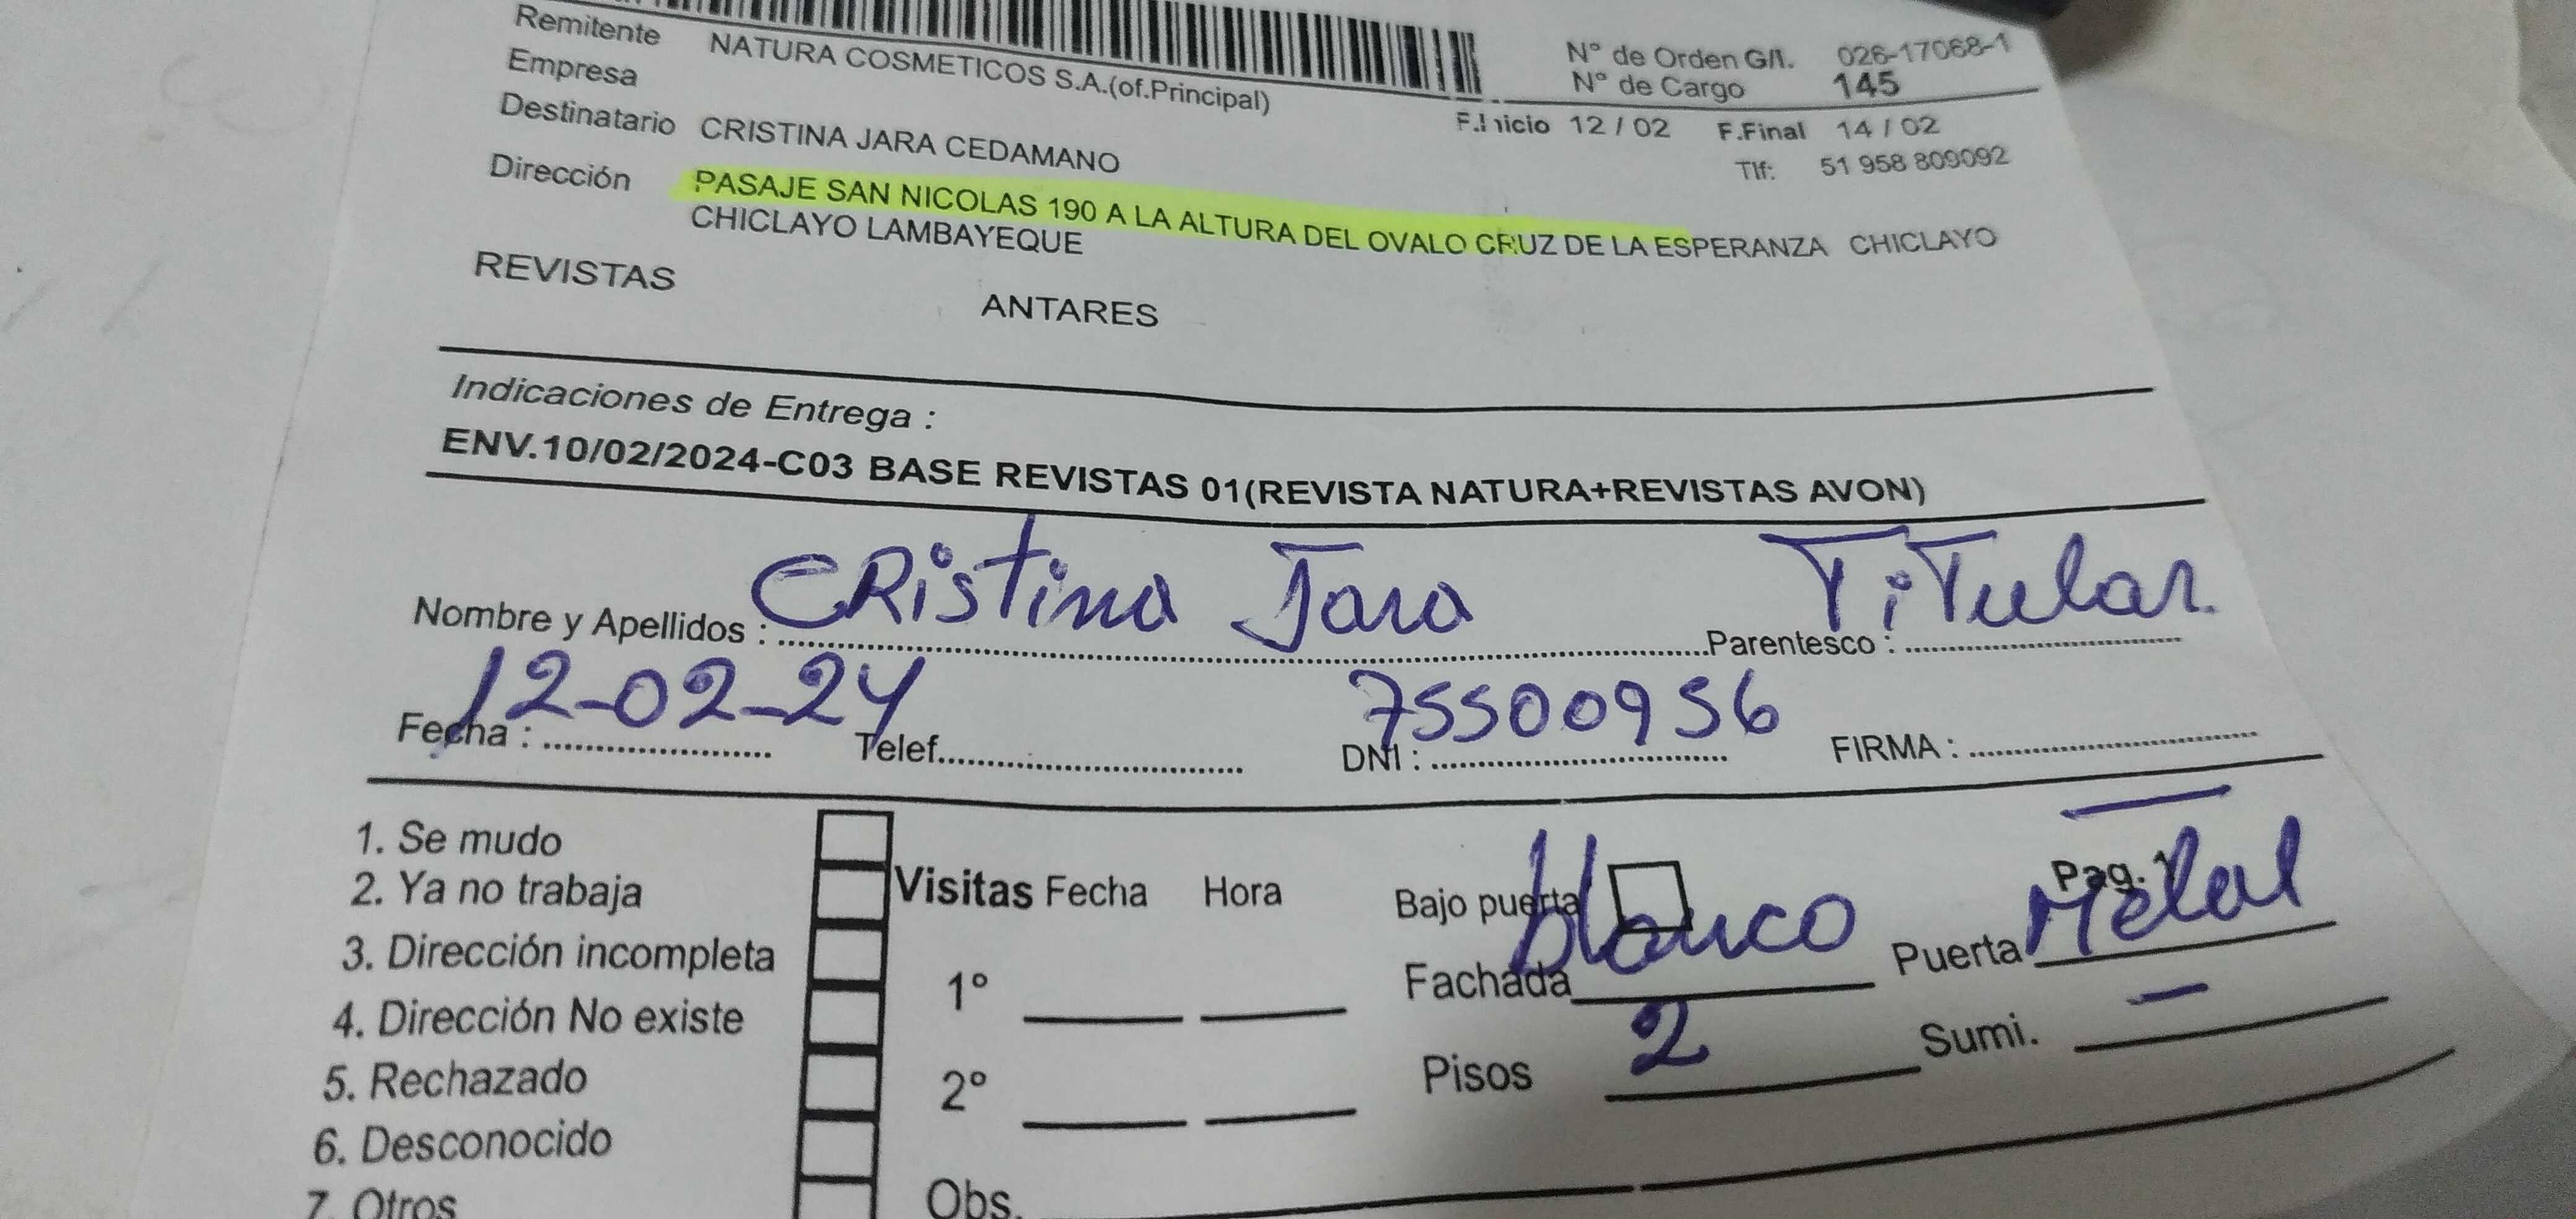 Remitente NATURA COSMETICOS S.A.(of.Principal) N° de Orden G/I. 026-17068-1
Empresa N° de Cargo 145
Destinatario CRISTINA JARA CEDAMANO F.Inicio 12 / 02 F.Final 14 / 02
Tlf: 51 958 809092
Dirección PASAJE SAN NICOLAS 190 A LA ALTURA DEL OVALO CRUZ DE LA ESPERANZA CHICLAYO
CHICLAYO LAMBAYEQUE
REVISTAS
ANTARES
Indicaciones de Entrega :
ENV.10/02/2024-C03 BASE REVISTAS 01(REVISTA NATURA+REVISTAS AVON)
Nombre y Apellidos : CRistina Jara Parentesco : TiTular.
Fecha : 12-02-24 Telef. DNI : 75500956 FIRMA :
1. Se mudo
2. Ya no trabaja Visitas Fecha Hora Bajo puerta Pag. 1
3. Dirección incompleta 1° Fachada blanco Puerta Metal
4. Dirección No existe
5. Rechazado 2° Pisos 2 Sumi. -
6. Desconocido
7. Otros Obs.